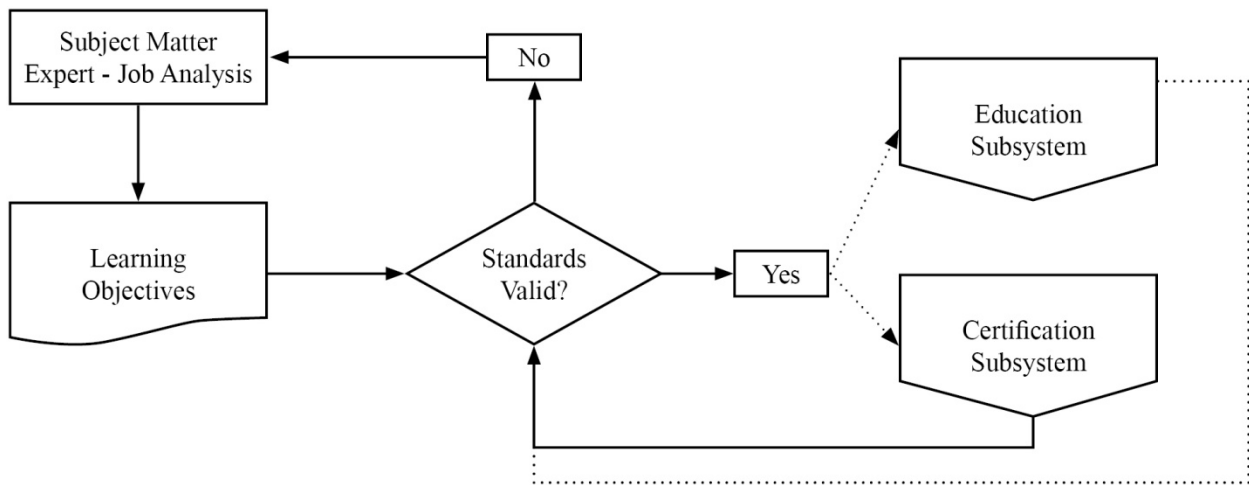 Subject Matter
Expert - Job Analysis
No
Learning
Objectives
Standards
Valid?
Yes
Education
Subsystem
Certification
Subsystem